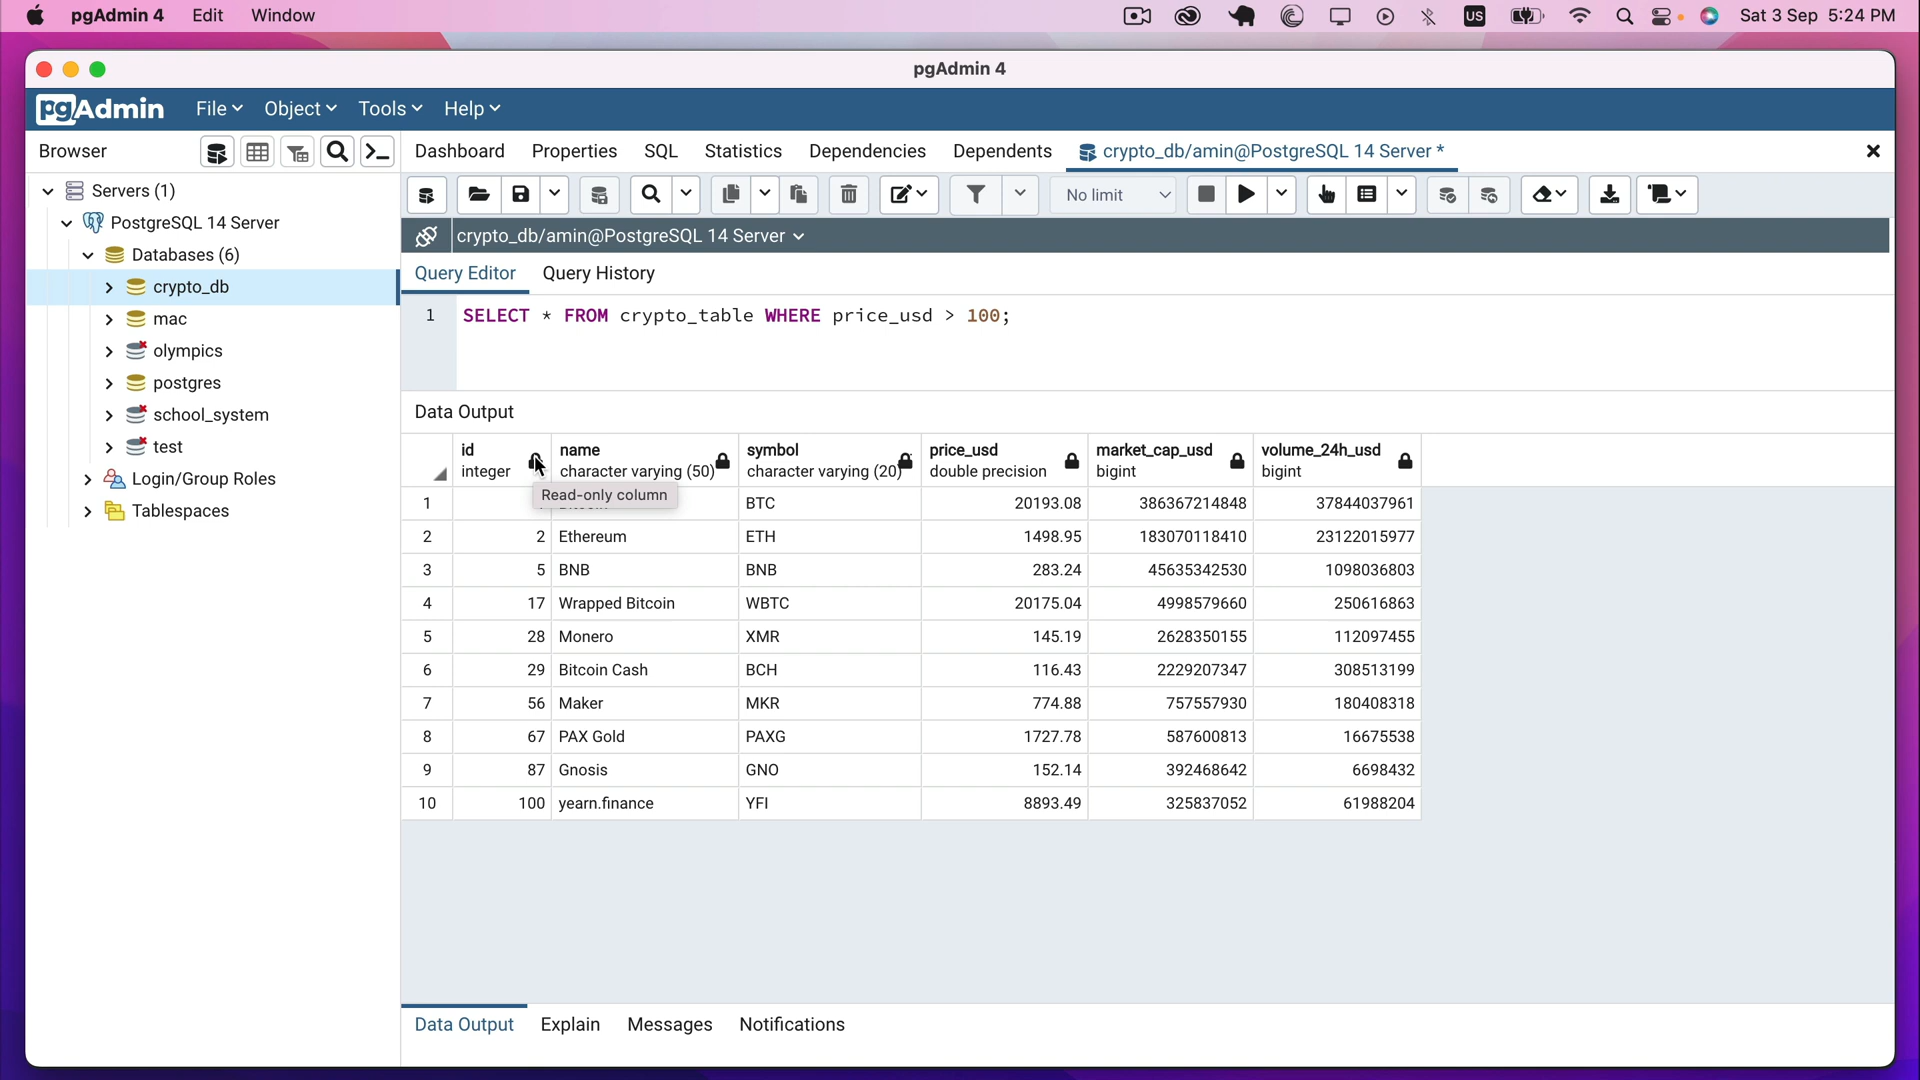 pgAdmin 4 Edit Window US Sat 3 Sep 5:24 PM
pgAdmin 4
pgAdmin File Object Tools Help
Browser Dashboard Properties SQL Statistics Dependencies Dependents crypto_db/amin@PostgreSQL 14 Server *
Servers (1)
No limit
PostgreSQL 14 Server
crypto_db/amin@PostgreSQL 14 Server
Databases (6)
Query Editor Query History
crypto_db
1 SELECT * FROM crypto_table WHERE price_usd > 100;
mac
olympics
postgres
school_system
test
Login/Group Roles
Tablespaces
Data Output
id name symbol price_usd market_cap_usd volume_24h_usd
integer character varying (50) character varying (20) double precision bigint bigint
Read-only column
1 BTC 20193.08 386367214848 37844037961
2 2 Ethereum ETH 1498.95 183070118410 23122015977
3 5 BNB BNB 283.24 45635342530 1098036803
4 17 Wrapped Bitcoin WBTC 20175.04 4998579660 250616863
5 28 Monero XMR 145.19 2628350155 112097455
6 29 Bitcoin Cash BCH 116.43 2229207347 308513199
7 56 Maker MKR 774.88 757557930 180408318
8 67 PAX Gold PAXG 1727.78 587600813 16675538
9 87 Gnosis GNO 152.14 392468642 6698432
10 100 yearn.finance YFI 8893.49 325837052 61988204
Data Output Explain Messages Notifications